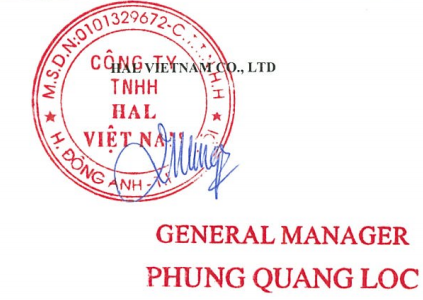 M.S.D.N:0101329672-C.T.T.N.H.H
CÔNG TY
TNHH
HAL
VIỆT NAM
H. ĐÔNG ANH -
HAL VIETNAM CO., LTD
GENERAL MANAGER
PHUNG QUANG LOC